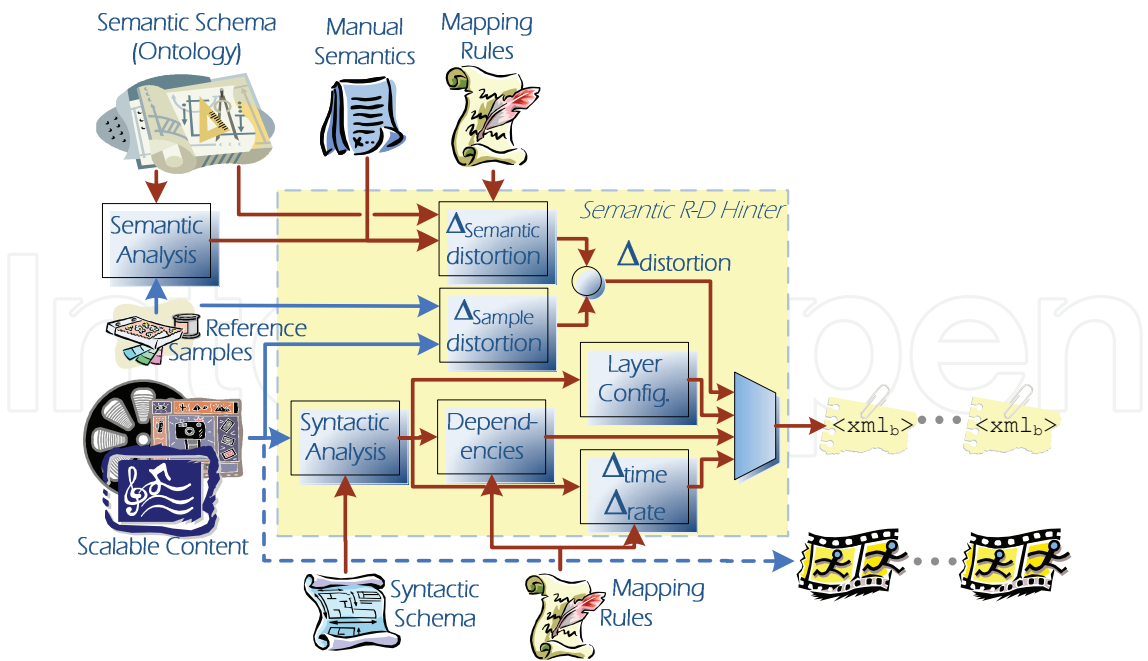 Semantic Schema
(Ontology)
Manual
Semantics
Mapping
Rules
Semantic R-D Hinter
Semantic
Analysis
ΔSemantic
distortion
Δdistortion
Reference
Samples
ΔSample
distortion
Layer
Config.
Syntactic
Analysis
Depend-
encies
Δtime
Δrate
<xmlb>
<xmlb>
Scalable Content
Syntactic
Schema
Mapping
Rules